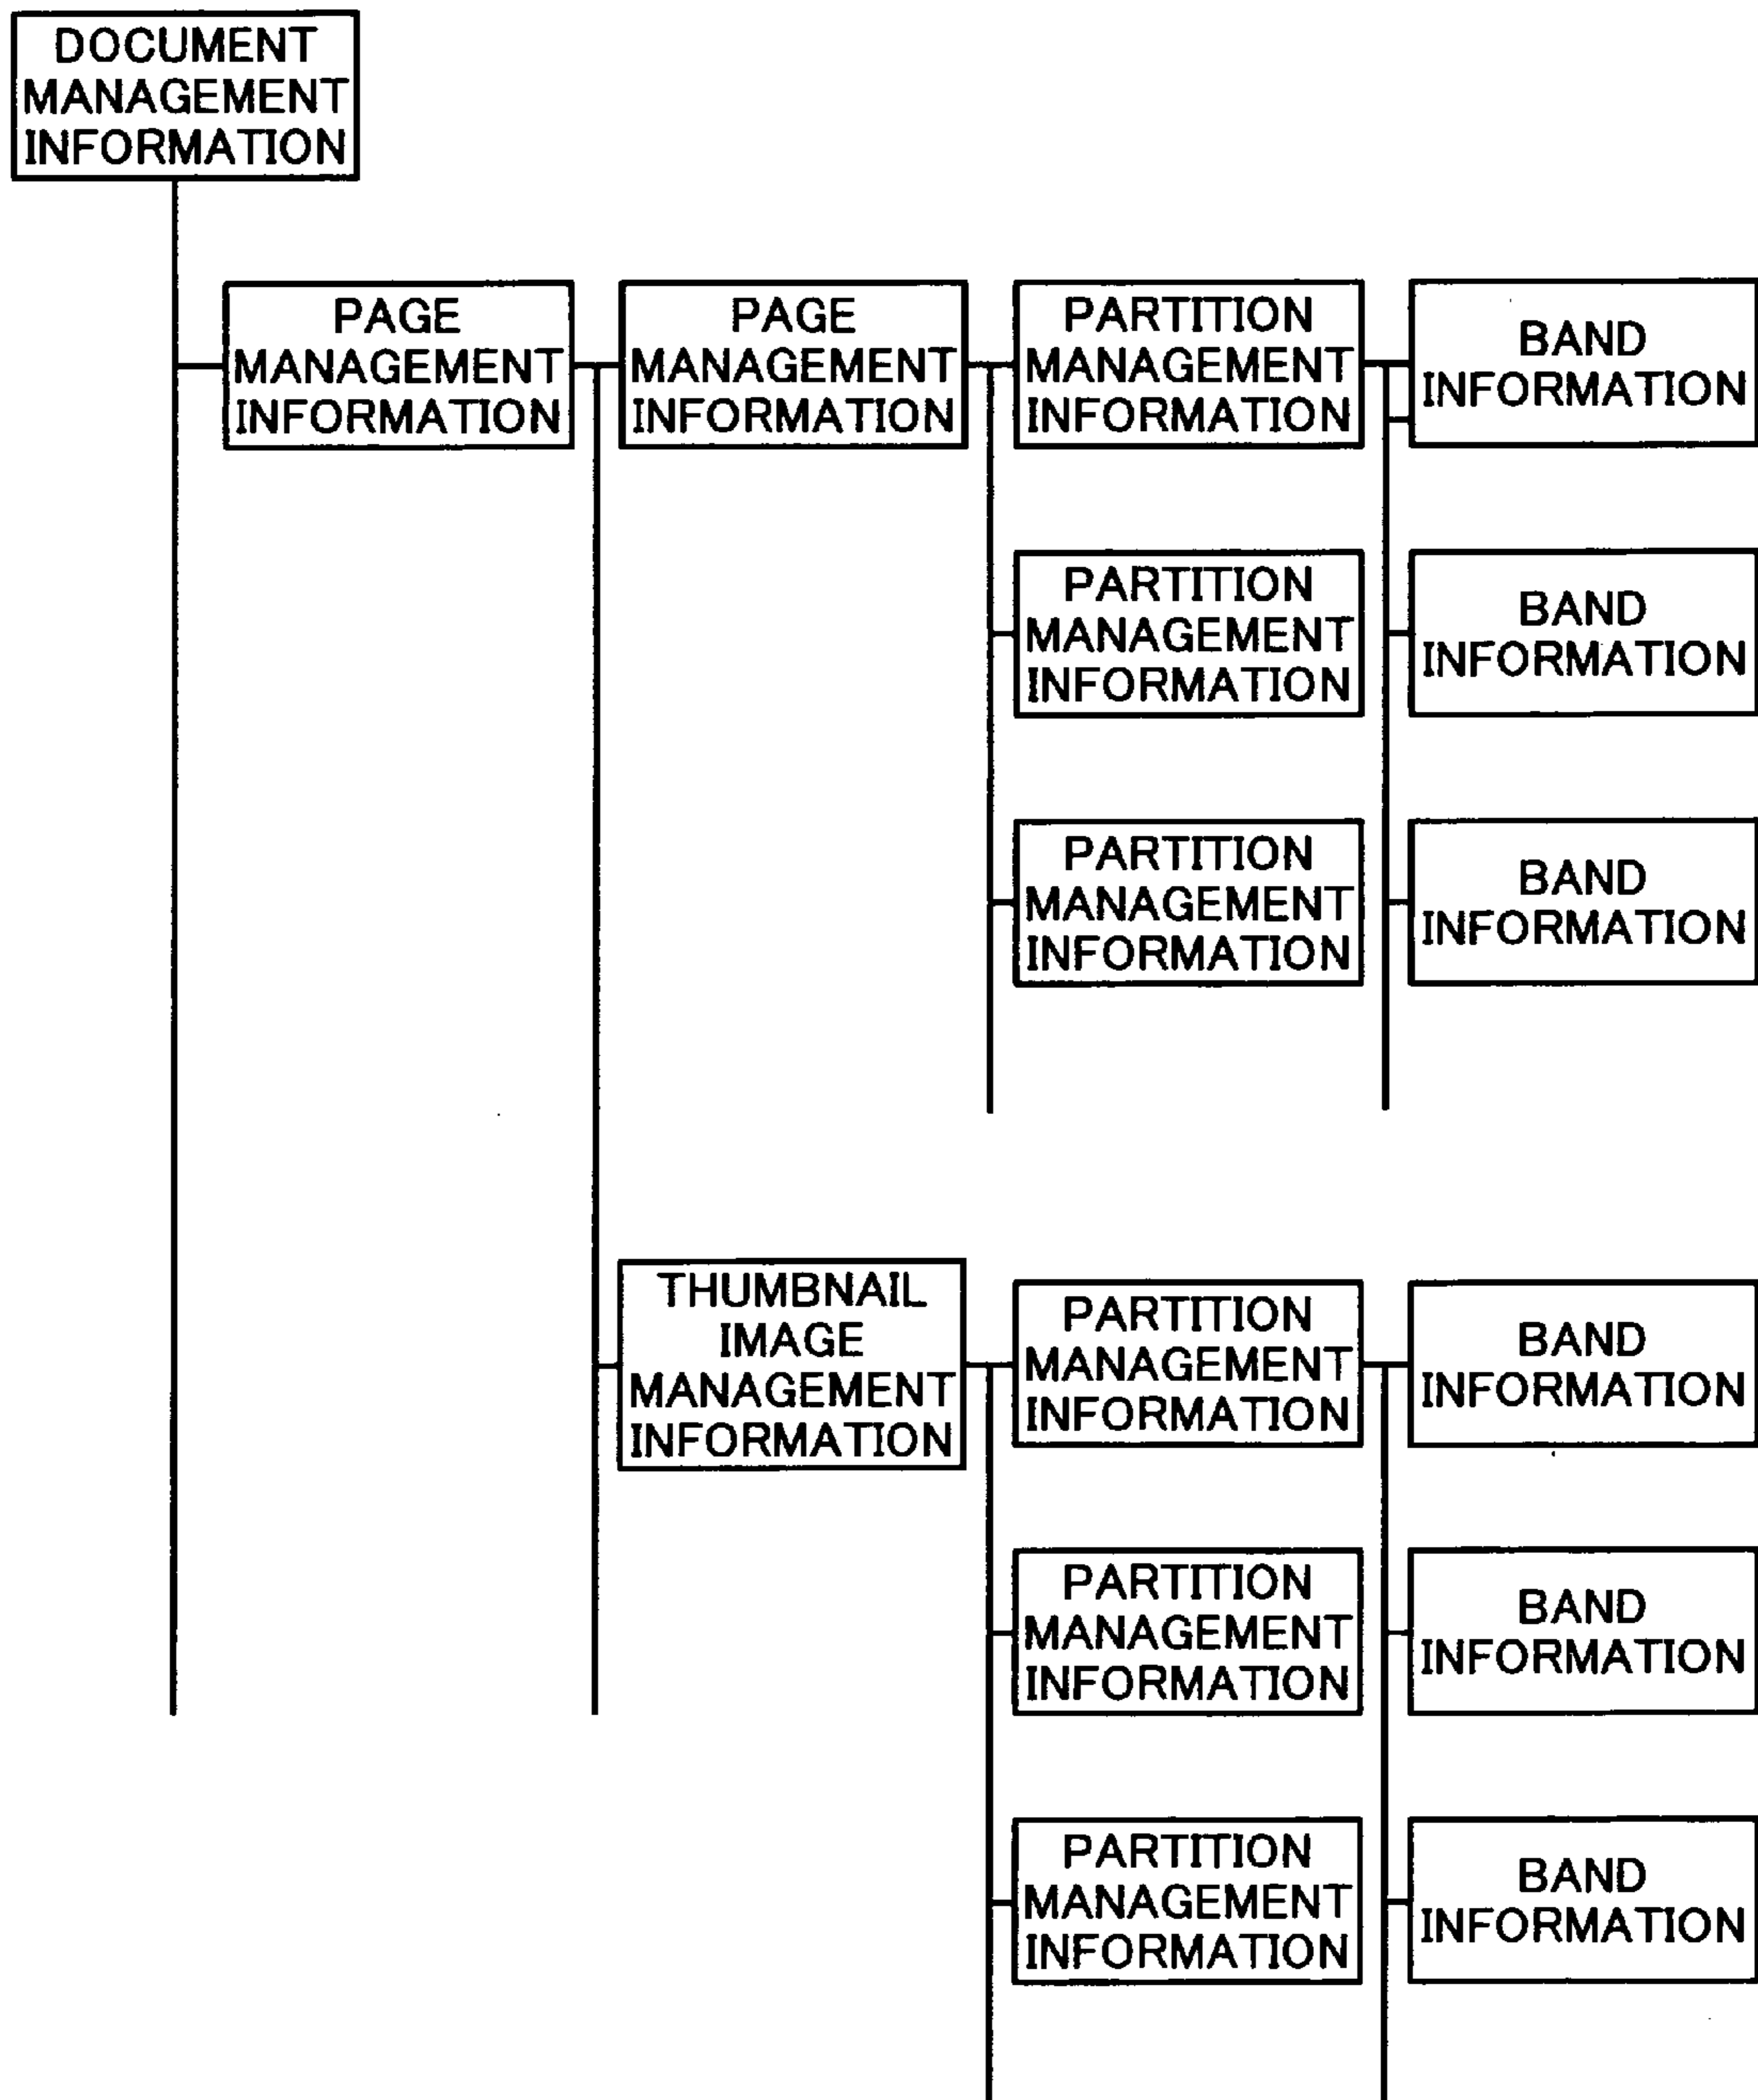 DOCUMENT
MANAGEMENT
INFORMATION
PAGE
MANAGEMENT
INFORMATION
PAGE
MANAGEMENT
INFORMATION
PARTITION
MANAGEMENT
INFORMATION
BAND
INFORMATION
PARTITION
MANAGEMENT
INFORMATION
BAND
INFORMATION
PARTITION
MANAGEMENT
INFORMATION
BAND
INFORMATION
THUMBNAIL
IMAGE
MANAGEMENT
INFORMATION
PARTITION
MANAGEMENT
INFORMATION
BAND
INFORMATION
PARTITION
MANAGEMENT
INFORMATION
BAND
INFORMATION
PARTITION
MANAGEMENT
INFORMATION
BAND
INFORMATION